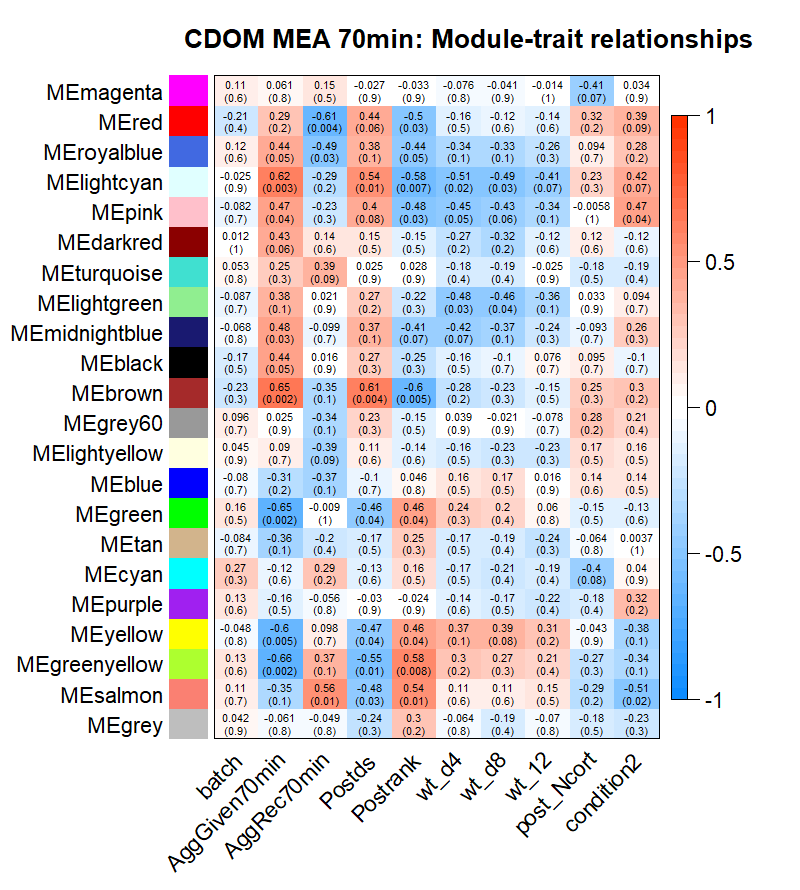 CDOM MEA 70min: Module-trait relationships
MEmagenta 0.11 0.061 0.15 -0.027 -0.033 -0.076 -0.041 -0.014 -0.41 0.034
(0.6) (0.8) (0.5) (0.9) (0.9) (0.8) (0.9) (1) (0.07) (0.9)
MEred -0.21 0.29 -0.61 0.44 -0.5 -0.16 -0.12 -0.14 0.32 0.39
(0.4) (0.2) (0.004) (0.06) (0.03) (0.5) (0.6) (0.6) (0.2) (0.09)
MEroyalblue 0.12 0.44 -0.49 0.38 -0.44 -0.34 -0.33 -0.26 0.094 0.28
(0.6) (0.05) (0.03) (0.1) (0.05) (0.1) (0.1) (0.3) (0.7) (0.2)
MElightcyan -0.025 0.62 -0.29 0.54 -0.58 -0.51 -0.49 -0.41 0.23 0.42
(0.9) (0.003) (0.2) (0.01) (0.007) (0.02) (0.03) (0.07) (0.3) (0.07)
MEpink -0.082 0.47 -0.23 0.4 -0.48 -0.45 -0.43 -0.34 -0.0058 0.47
(0.7) (0.04) (0.3) (0.08) (0.03) (0.05) (0.06) (0.1) (1) (0.04)
MEdarkred 0.012 0.43 0.14 0.15 -0.15 -0.27 -0.32 -0.12 0.12 -0.12
(1) (0.06) (0.6) (0.5) (0.5) (0.2) (0.2) (0.6) (0.6) (0.6)
MEturquoise 0.053 0.25 0.39 0.025 0.028 -0.18 -0.19 -0.025 -0.18 -0.19
(0.8) (0.3) (0.09) (0.9) (0.9) (0.4) (0.4) (0.9) (0.5) (0.4)
MElightgreen -0.087 0.38 0.021 0.27 -0.22 -0.48 -0.46 -0.36 0.033 0.094
(0.7) (0.1) (0.9) (0.2) (0.3) (0.03) (0.04) (0.1) (0.9) (0.7)
MEmidnightblue -0.068 0.48 -0.099 0.37 -0.41 -0.42 -0.37 -0.24 -0.093 0.26
(0.8) (0.03) (0.7) (0.1) (0.07) (0.07) (0.1) (0.3) (0.7) (0.3)
MEblack -0.17 0.44 0.016 0.27 -0.25 -0.16 -0.1 0.076 0.095 -0.1
(0.5) (0.05) (0.9) (0.3) (0.3) (0.5) (0.7) (0.7) (0.7) (0.7)
MEbrown -0.23 0.65 -0.35 0.61 -0.6 -0.28 -0.23 -0.15 0.25 0.3
(0.3) (0.002) (0.1) (0.004) (0.005) (0.2) (0.3) (0.5) (0.3) (0.2)
MEgrey60 0.096 0.025 -0.34 0.23 -0.15 0.039 -0.021 -0.078 0.28 0.21
(0.7) (0.9) (0.1) (0.3) (0.5) (0.9) (0.9) (0.7) (0.2) (0.4)
MElightyellow 0.045 0.09 -0.39 0.11 -0.14 -0.16 -0.23 -0.23 0.17 0.16
(0.9) (0.7) (0.09) (0.6) (0.6) (0.5) (0.3) (0.3) (0.5) (0.5)
MEblue -0.08 -0.31 -0.37 -0.1 0.046 0.16 0.17 0.016 0.14 0.14
(0.7) (0.2) (0.1) (0.7) (0.8) (0.5) (0.5) (0.9) (0.6) (0.5)
MEgreen 0.16 -0.65 -0.009 -0.46 0.46 0.24 0.2 0.06 -0.15 -0.13
(0.5) (0.002) (1) (0.04) (0.04) (0.3) (0.4) (0.8) (0.5) (0.6)
MEtan -0.084 -0.36 -0.2 -0.17 0.25 -0.17 -0.19 -0.24 -0.064 0.0037
(0.7) (0.1) (0.4) (0.5) (0.3) (0.5) (0.4) (0.3) (0.8) (1)
MEcyan 0.27 -0.12 0.29 -0.13 0.16 -0.17 -0.21 -0.19 -0.4 0.04
(0.3) (0.6) (0.2) (0.6) (0.5) (0.5) (0.4) (0.4) (0.08) (0.9)
MEpurple 0.13 -0.16 -0.056 -0.03 -0.024 -0.14 -0.17 -0.22 -0.18 0.32
(0.6) (0.5) (0.8) (0.9) (0.9) (0.6) (0.5) (0.4) (0.4) (0.2)
MEyellow -0.048 -0.6 0.098 -0.47 0.46 0.37 0.39 0.31 -0.043 -0.38
(0.8) (0.005) (0.7) (0.04) (0.04) (0.1) (0.08) (0.2) (0.9) (0.1)
MEgreenyellow 0.13 -0.66 0.37 -0.55 0.58 0.3 0.27 0.21 -0.27 -0.34
(0.6) (0.002) (0.1) (0.01) (0.008) (0.2) (0.3) (0.4) (0.3) (0.1)
MEsalmon 0.11 -0.35 0.56 -0.48 0.54 0.11 0.11 0.15 -0.29 -0.51
(0.7) (0.1) (0.01) (0.03) (0.01) (0.6) (0.6) (0.5) (0.2) (0.02)
MEgrey 0.042 -0.061 -0.049 -0.24 0.3 -0.064 -0.19 -0.07 -0.18 -0.23
(0.9) (0.8) (0.8) (0.3) (0.2) (0.8) (0.4) (0.8) (0.5) (0.3)
batch AggGiven70min AggRec70min Postds Postrank wt_d4 wt_d8 wt_12 post_Ncort condition2
1
0.5
0
-0.5
-1